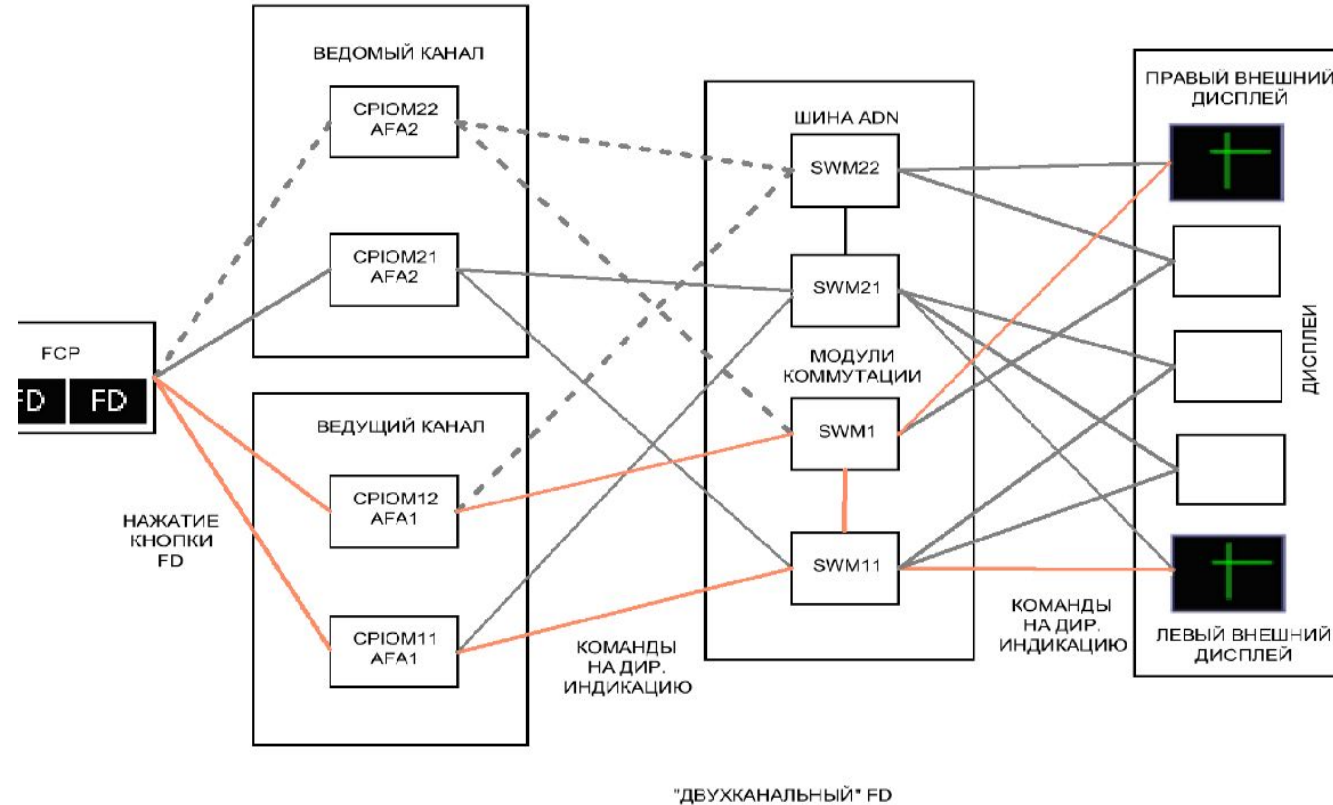 ВЕДОМЫЙ КАНАЛ
CPIOM22
AFA2
CPIOM21
AFA2
FCP
FD
FD
ВЕДУЩИЙ КАНАЛ
CPIOM12
AFA1
CPIOM11
AFA1
НАЖАТИЕ
КНОПКИ
FD
КОМАНДЫ
НА ДИР.
ИНДИКАЦИЮ
ШИНА ADN
SWM22
SWM21
МОДУЛИ
КОММУТАЦИИ
SWM1
SWM11
КОМАНДЫ
НА ДИР.
ИНДИКАЦИЮ
ПРАВЫЙ ВНЕШНИЙ
ДИСПЛЕЙ
ДИСПЛЕИ
ЛЕВЫЙ ВНЕШНИЙ
ДИСПЛЕЙ
"ДВУХКАНАЛЬНЫЙ" FD